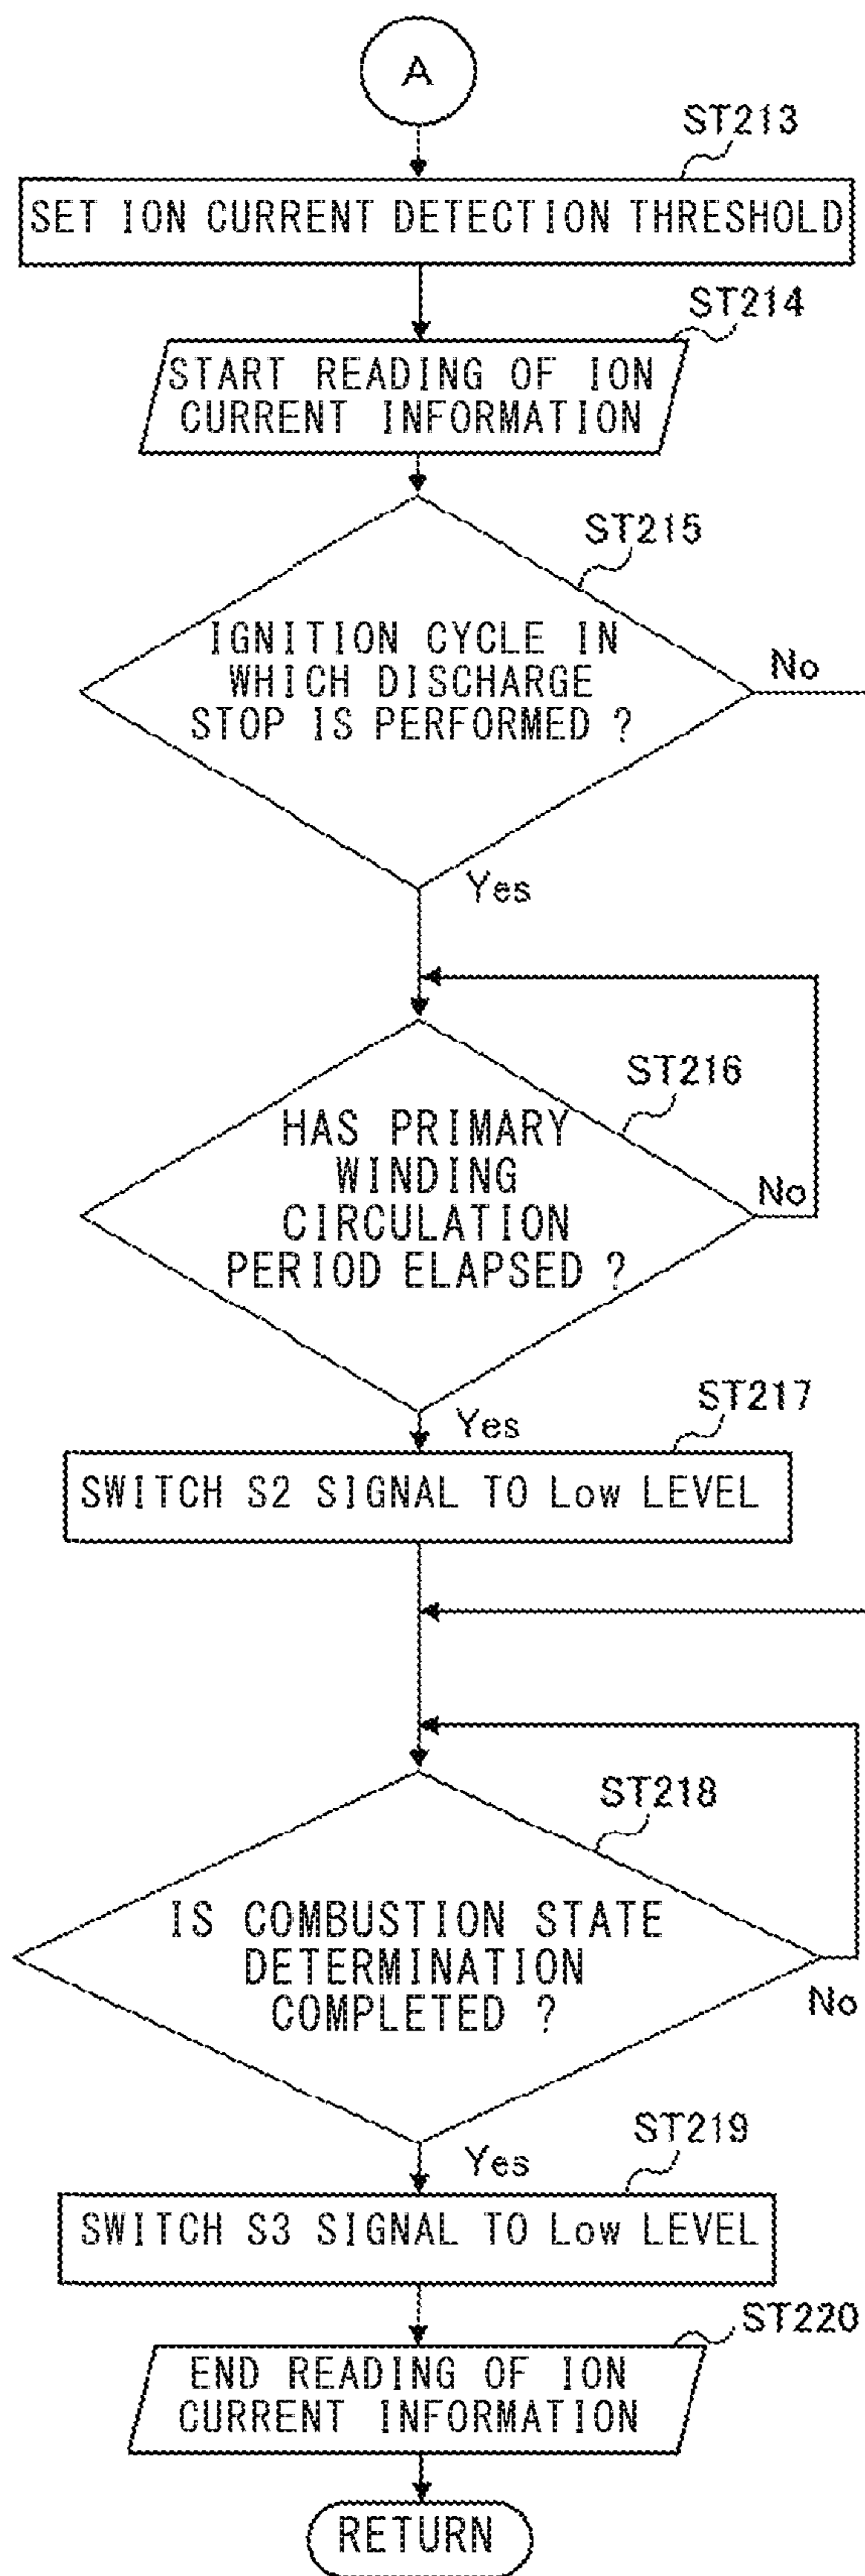 A
ST213
SET ION CURRENT DETECTION THRESHOLD
ST214
START READING OF ION
CURRENT INFORMATION
ST215
IGNITION CYCLE IN
WHICH DISCHARGE
STOP IS PERFORMED ?
No
Yes
ST216
HAS PRIMARY
WINDING
CIRCULATION
PERIOD ELAPSED ?
No
Yes
ST217
SWITCH S2 SIGNAL TO Low LEVEL
ST218
IS COMBUSTION STATE
DETERMINATION
COMPLETED ?
No
Yes
ST219
SWITCH S3 SIGNAL TO Low LEVEL
ST220
END READING OF ION
CURRENT INFORMATION
RETURN